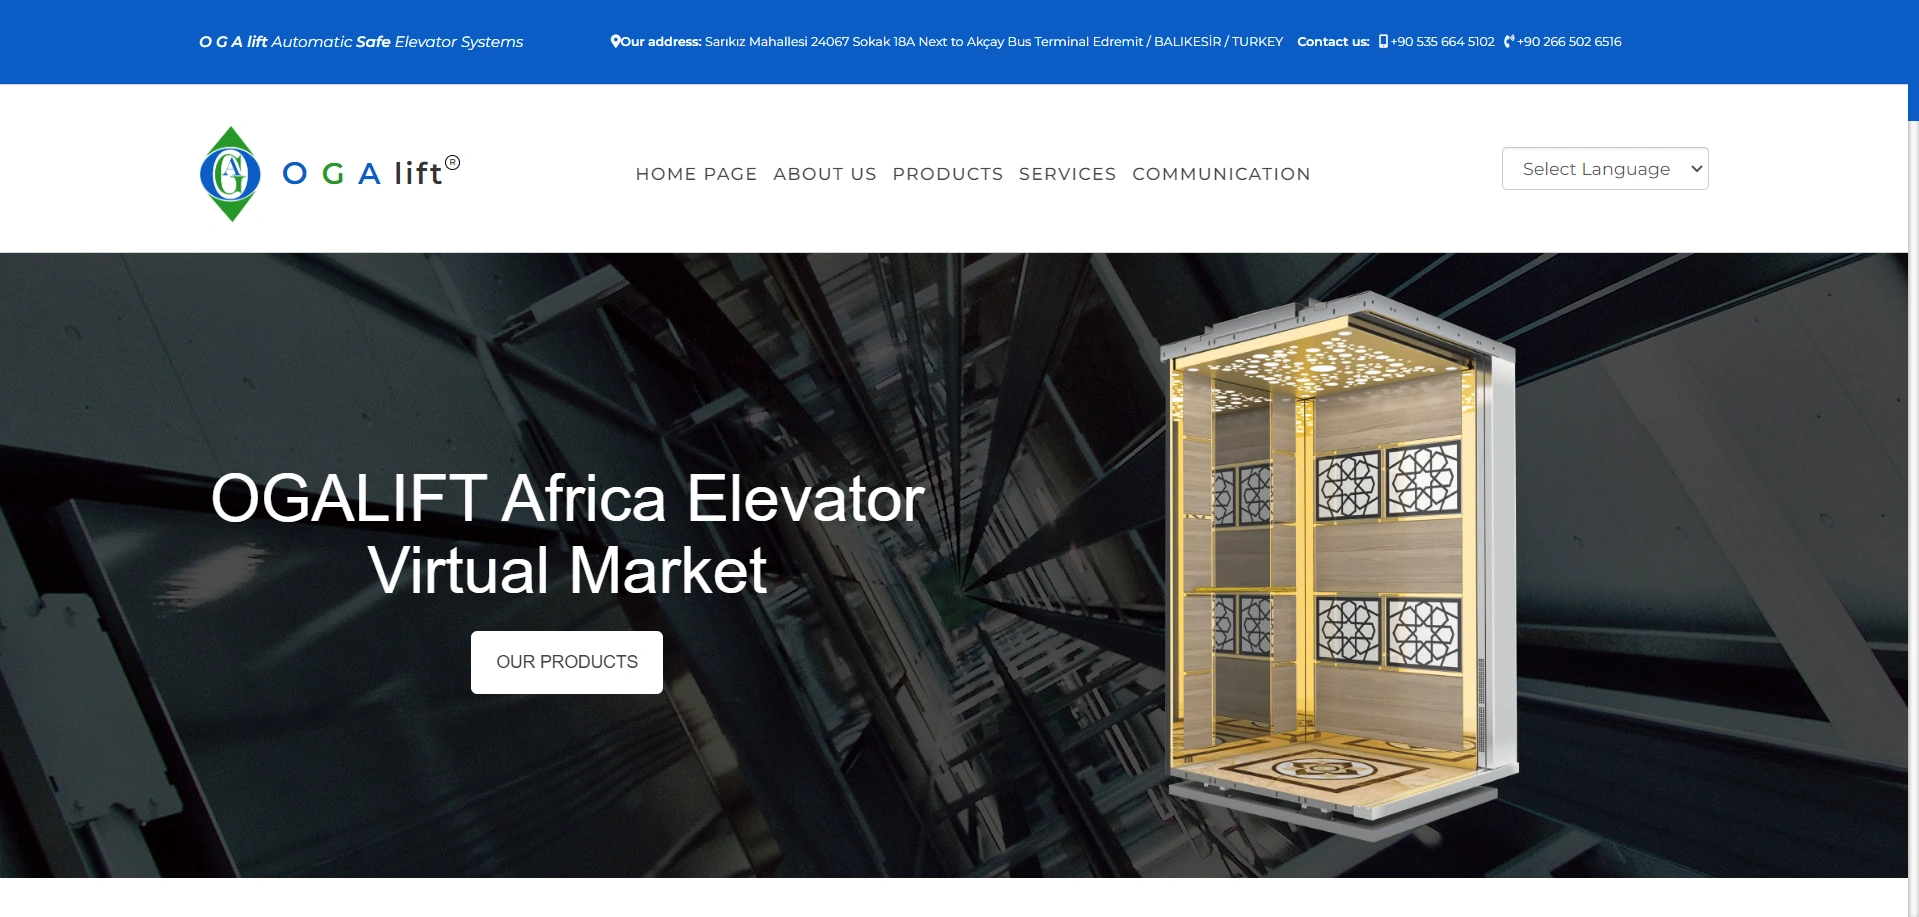 O G A lift Automatic Safe Elevator Systems
Our address: Sarıkız Mahallesi 24067 Sokak 18A Next to Akçay Bus Terminal Edremit / BALIKESİR / TURKEY Contact us: +90 535 664 5102 +90 266 502 6516
AG
O G A lift®
HOME PAGE ABOUT US PRODUCTS SERVICES COMMUNICATION
Select Language
OGALIFT Africa Elevator
Virtual Market
OUR PRODUCTS